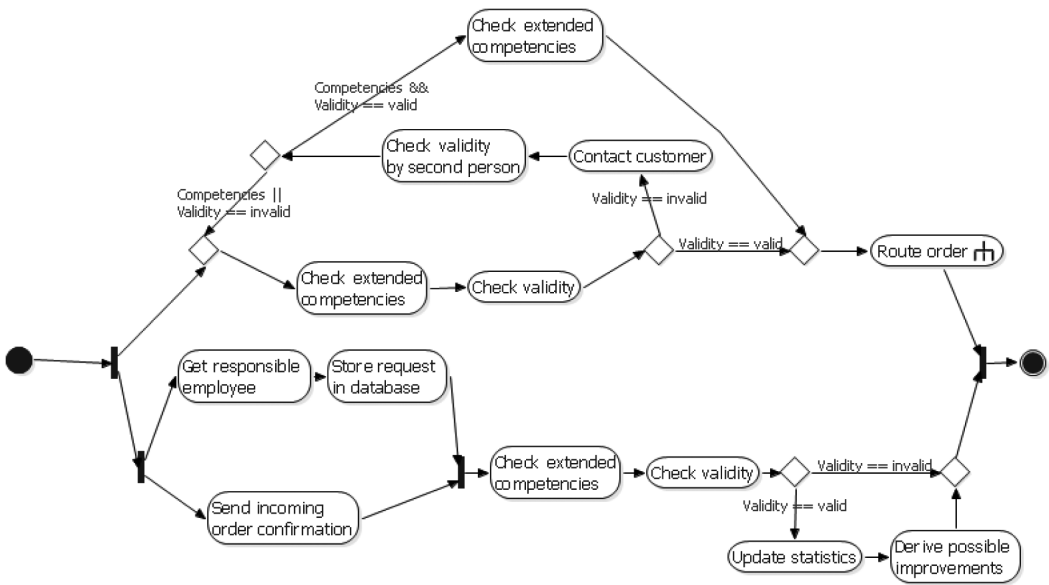 Check extended
competencies
Competencies &&
Validity == valid
Check validity
by second person
Contact customer
Competencies ||
Validity == invalid
Validity == invalid
Validity == valid
Route order
Check extended
competencies
Check validity
Get responsible
employee
Store request
in database
Check extended
competencies
Check validity
Validity == invalid
Validity == valid
Send incoming
order confirmation
Update statistics
Derive possible
improvements